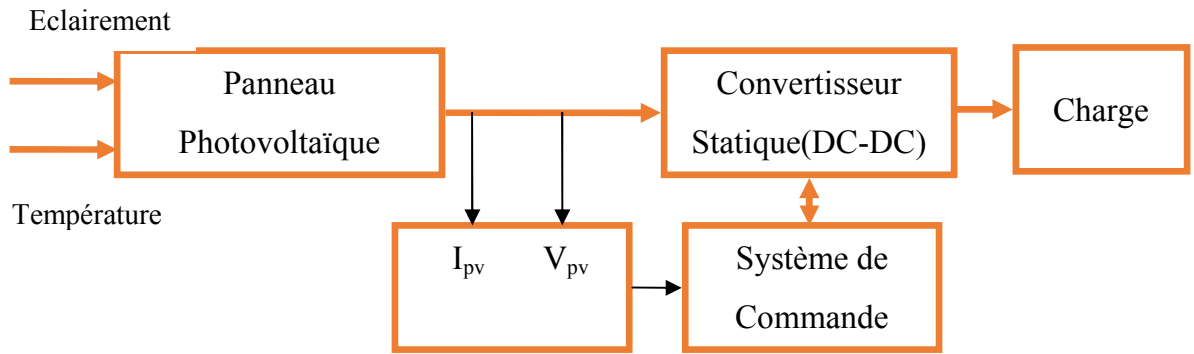 Eclairement
Panneau
Photovoltaïque
Convertisseur
Statique(DC-DC)
Charge
Température
Ipv Vpv
Système de
Commande